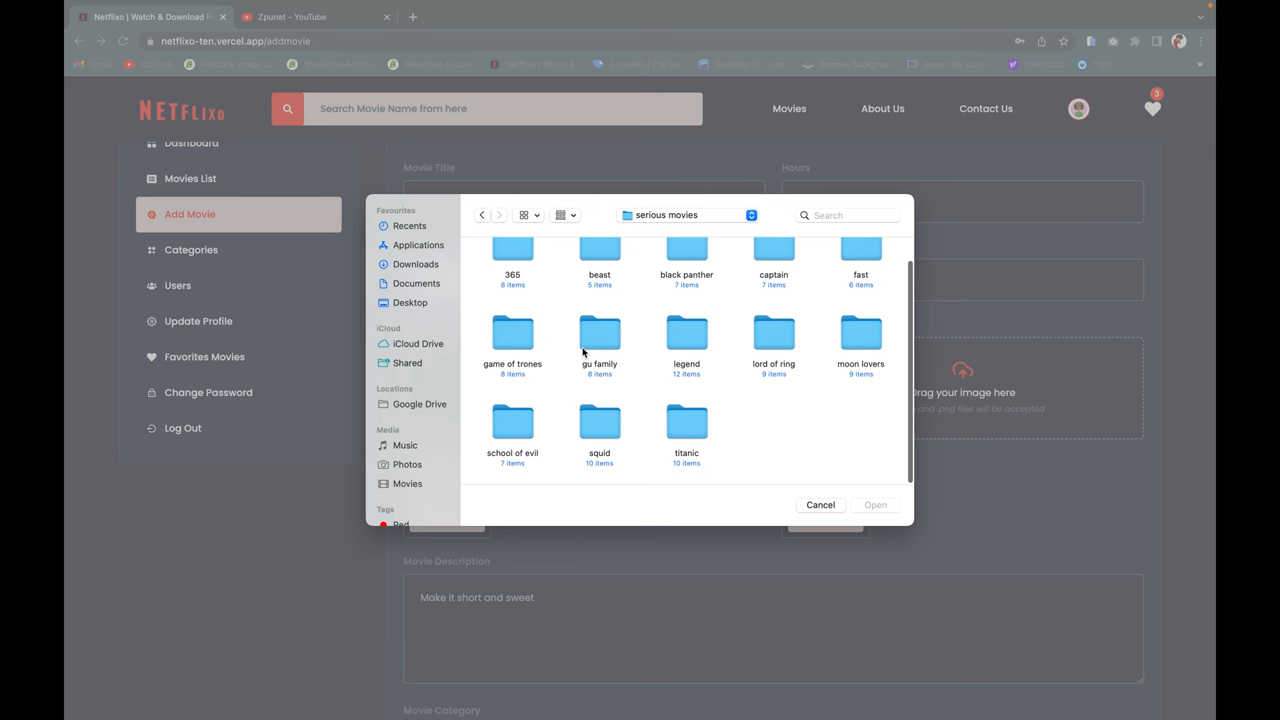 Netflixo | Watch & Download F
Zpunet - YouTube
netflixo-ten.vercel.app/addmovie
Gmail
YouTube
NETFLIXO
Search Movie Name from here
Movies
About Us
Contact Us
3
Dashboard
Movies List
Add Movie
Categories
Users
Update Profile
Favorites Movies
Change Password
Log Out
Movie Title
Hours
Favourites
Recents
Applications
Downloads
Documents
Desktop
iCloud
iCloud Drive
Shared
Locations
Google Drive
Media
Music
Photos
Movies
Tags
Red
serious movies
Search
365
8 items
beast
5 items
black panther
7 items
captain
7 items
fast
6 items
game of trones
8 items
gu family
8 items
legend
12 items
lord of ring
9 items
moon lovers
9 items
school of evil
7 items
squid
10 items
titanic
10 items
Cancel
Open
Drag your image here
and .png files will be accepted
Movie Description
Make it short and sweet
Movie Category